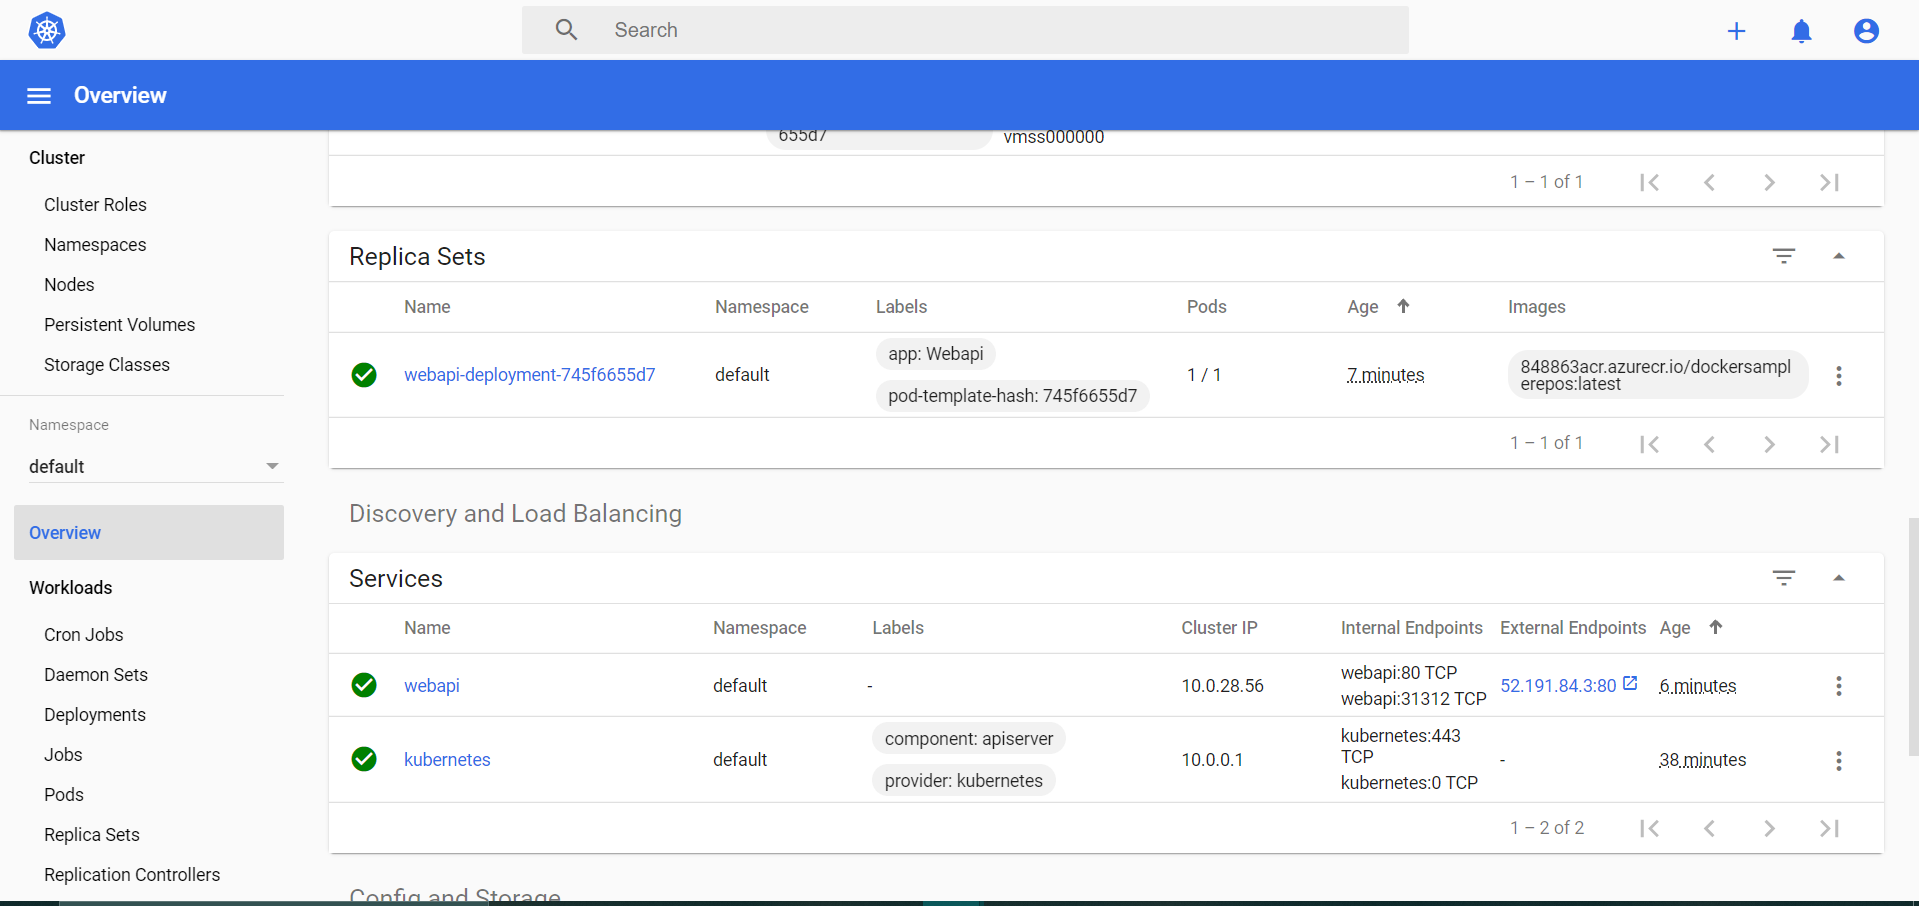 Search
Overview
Cluster
Cluster Roles
Namespaces
Nodes
Persistent Volumes
Storage Classes
Namespace
default
Overview
Workloads
Cron Jobs
Daemon Sets
Deployments
Jobs
Pods
Replica Sets
Replication Controllers
655d7 vmss000000
1 – 1 of 1
Replica Sets
Name Namespace Labels Pods Age Images
webapi-deployment-745f6655d7 default app: Webapi 1 / 1 7 minutes 848863acr.azurecr.io/dockersampl
pod-template-hash: 745f6655d7 erepos:latest
1 – 1 of 1
Discovery and Load Balancing
Services
Name Namespace Labels Cluster IP Internal Endpoints External Endpoints Age
webapi default - 10.0.28.56 webapi:80 TCP 52.191.84.3:80 6 minutes
webapi:31312 TCP
kubernetes default component: apiserver 10.0.0.1 kubernetes:443 - 38 minutes
TCP
provider: kubernetes kubernetes:0 TCP
1 – 2 of 2
Config and Storage